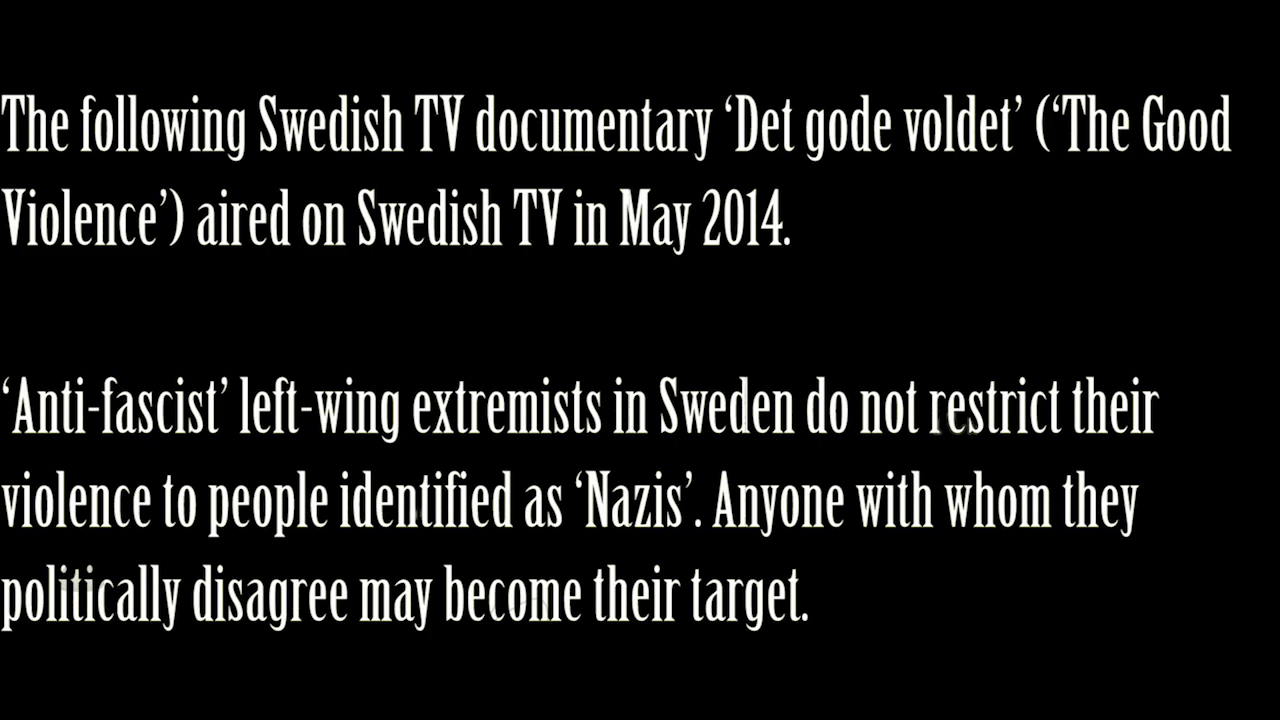 The following Swedish TV documentary ‘Det gode voldet’ (‘The Good
Violence’) aired on Swedish TV in May 2014.
‘Anti-fascist’ left-wing extremists in Sweden do not restrict their
violence to people identified as ‘Nazis’. Anyone with whom they
politically disagree may become their target.